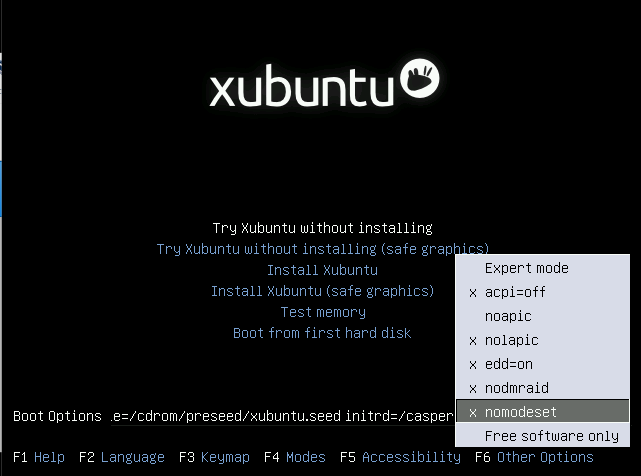 xubuntu
Try Xubuntu without installing
Try Xubuntu without installing (safe graphics)
Install Xubuntu
Install Xubuntu (safe graphics)
Test memory
Boot from first hard disk
Expert mode
x acpi=off
noapic
x nolapic
x edd=on
x nodmraid
x nomodeset
Free software only
Boot Options .e=/cdrom/preseed/xubuntu.seed initrd=/casper
F1 Help F2 Language F3 Keymap F4 Modes F5 Accessibility F6 Other Options